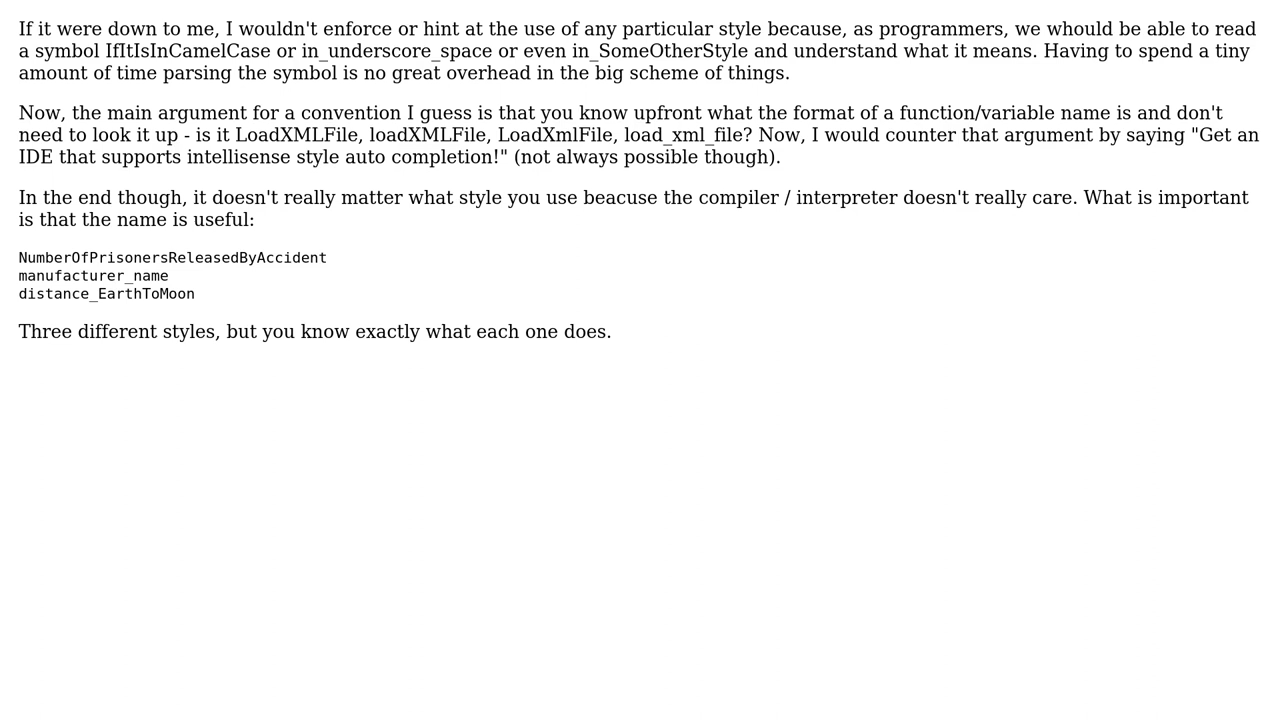 If it were down to me, I wouldn't enforce or hint at the use of any particular style because, as programmers, we whould be able to read
a symbol IfItIsInCamelCase or in_underscore_space or even in_SomeOtherStyle and understand what it means. Having to spend a tiny
amount of time parsing the symbol is no great overhead in the big scheme of things.
Now, the main argument for a convention I guess is that you know upfront what the format of a function/variable name is and don't
need to look it up - is it LoadXMLFile, loadXMLFile, LoadXmlFile, load_xml_file? Now, I would counter that argument by saying "Get an
IDE that supports intellisense style auto completion!" (not always possible though).
In the end though, it doesn't really matter what style you use beacuse the compiler / interpreter doesn't really care. What is important
is that the name is useful:
NumberOfPrisonersReleasedByAccident
manufacturer_name
distance_EarthToMoon
Three different styles, but you know exactly what each one does.